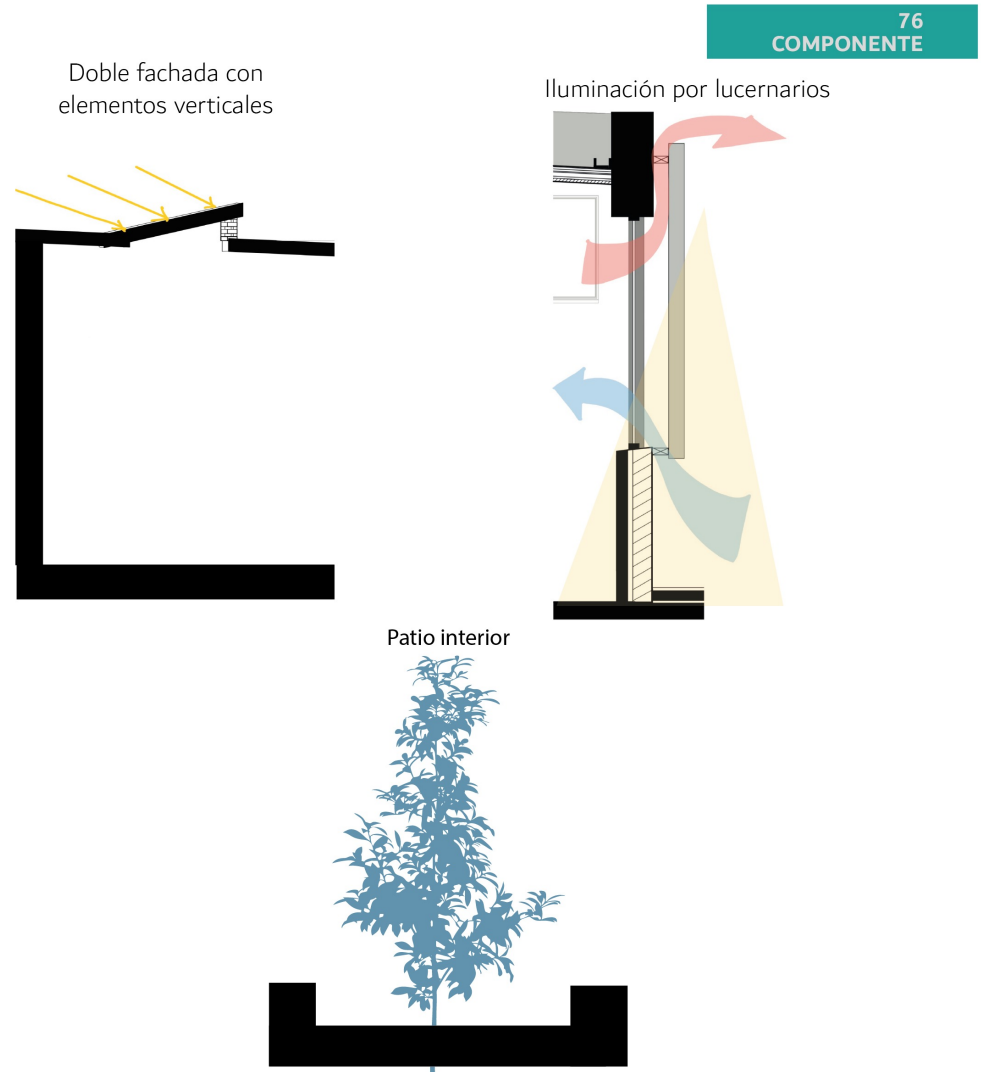 76
COMPONENTE
Doble fachada con
elementos verticales
Iluminación por lucernarios
Patio interior